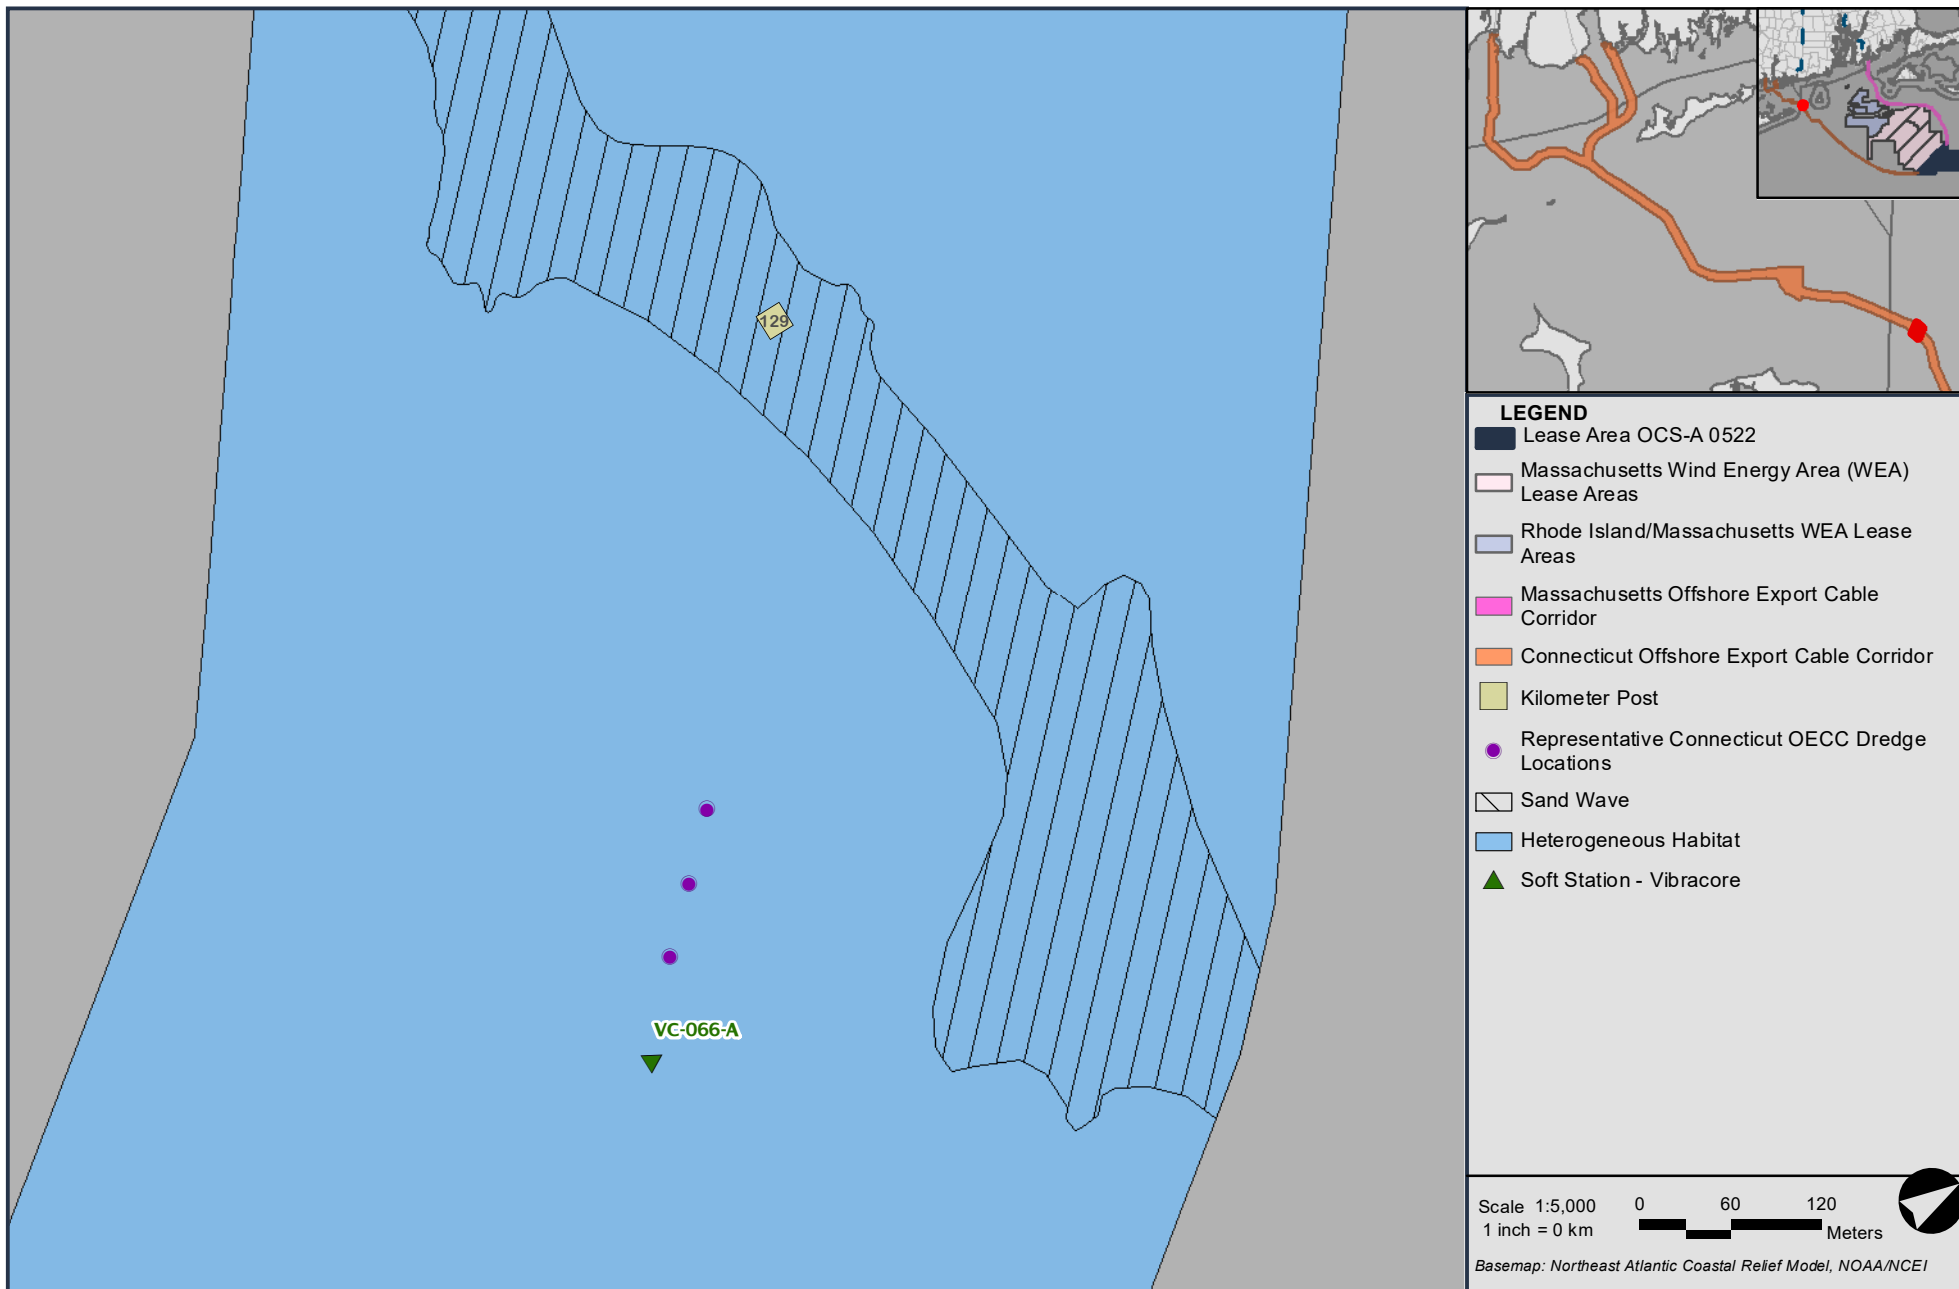 129
VC-066-A
LEGEND
Lease Area OCS-A 0522
Massachusetts Wind Energy Area (WEA)
Lease Areas
Rhode Island/Massachusetts WEA Lease
Areas
Massachusetts Offshore Export Cable
Corridor
Connecticut Offshore Export Cable Corridor
Kilometer Post
Representative Connecticut OECC Dredge
Locations
Sand Wave
Heterogeneous Habitat
Soft Station - Vibracore
Scale 1:5,000
1 inch = 0 km
0 60 120
Meters
Basemap: Northeast Atlantic Coastal Relief Model, NOAA/NCEI